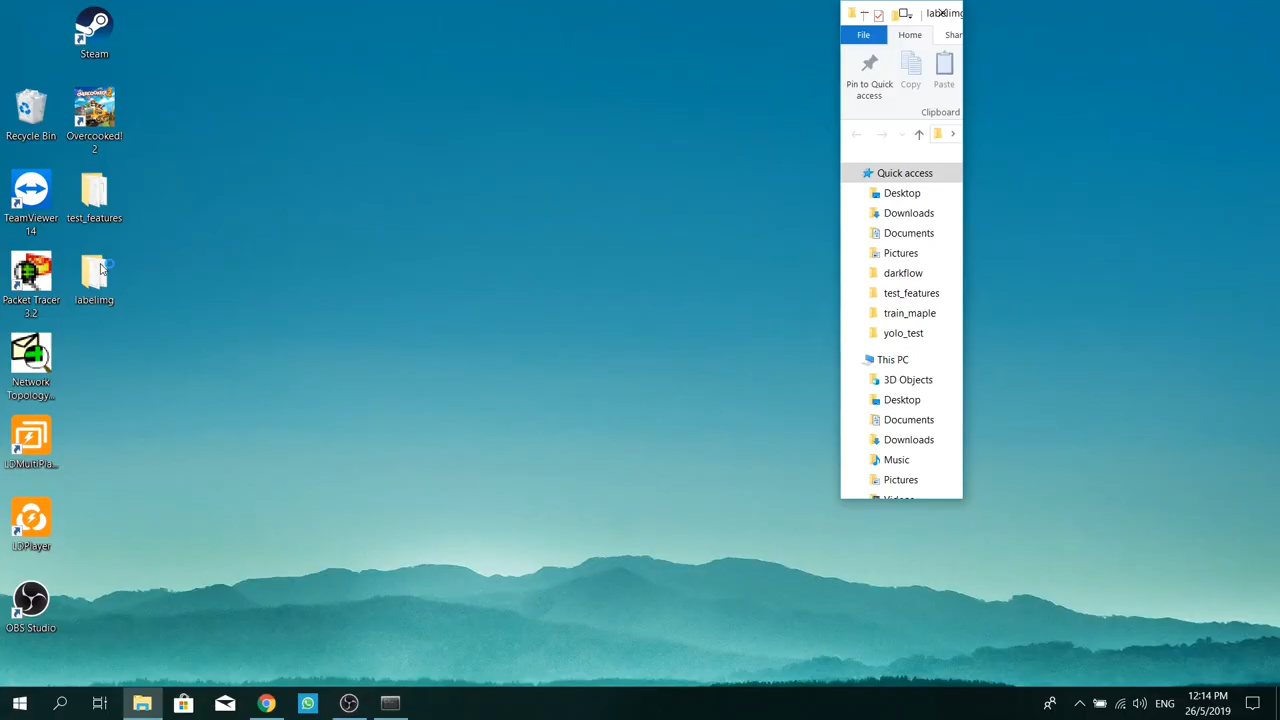 Steam
Recycle Bin
Overcooked!
2
TeamViewer
14
test_features
Packet Tracer
3.2
labelimg
Network
Topology...
LDMultiPla...
LDPlayer
OBS Studio
File
Home
Shar
Pin to Quick
access
Copy
Paste
Clipboard
Quick access
Desktop
Downloads
Documents
Pictures
darkflow
test_features
train_maple
yolo_test
This PC
3D Objects
Desktop
Documents
Downloads
Music
Pictures
ENG
12:14 PM
26/5/2019